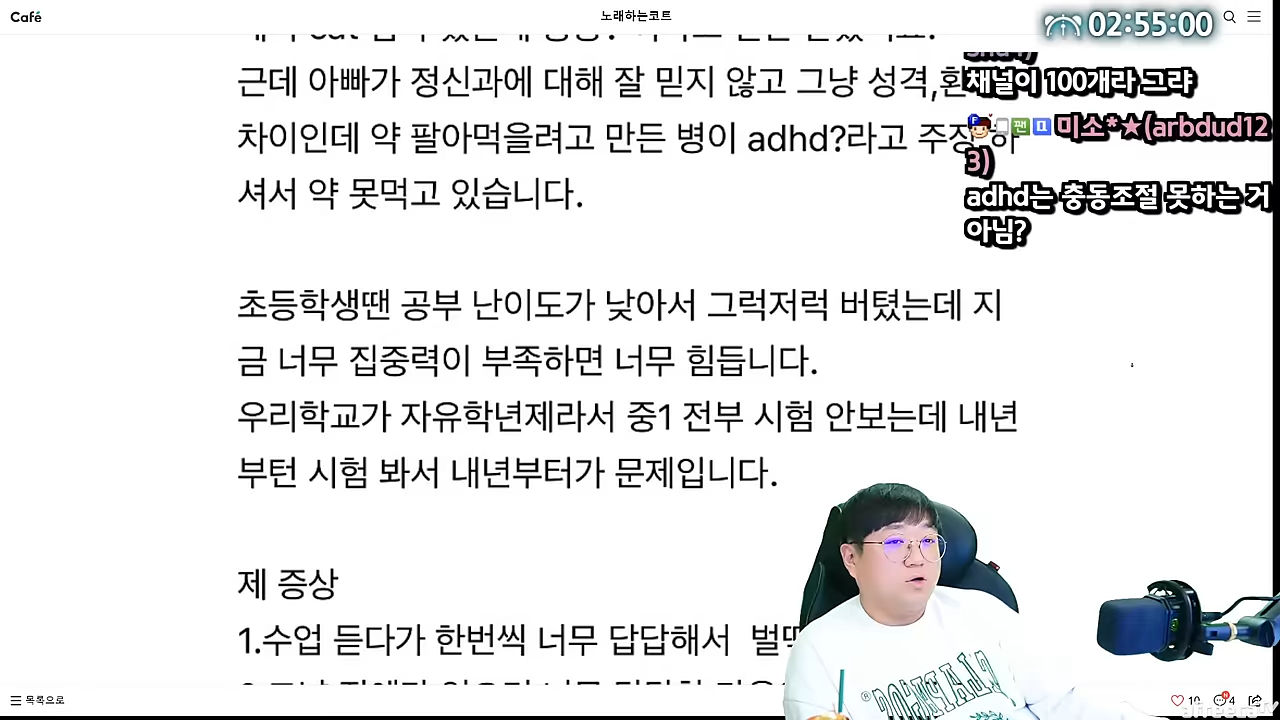 Café
노래하는코트
02:55:00
근데 아빠가 정신과에 대해 잘 믿지 않고 그냥 성격,환
차이인데 약 팔아먹을려고 만든 병이 adhd?라고 주장하
셔서 약 못먹고 있습니다.
채널이 100개라 그랴
팬 미소*★(arbdud12
3)
adhd는 충동조절 못하는 거
아님?
초등학생땐 공부 난이도가 낮아서 그럭저럭 버텼는데 지
금 너무 집중력이 부족하면 너무 힘듭니다.
우리학교가 자유학년제라서 중1 전부 시험 안보는데 내년
부턴 시험 봐서 내년부터가 문제입니다.
제 증상
1.수업 듣다가 한번씩 너무 답답해서
목록으로